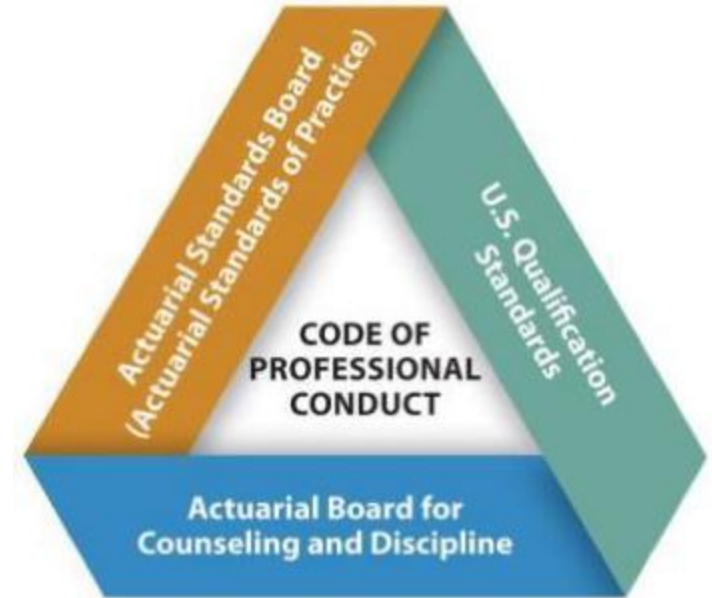 Actuarial Standards Board
(Actuarial Standards of Practice)
U.S. Qualification
Standards
CODE OF
PROFESSIONAL
CONDUCT
Actuarial Board for
Counseling and Discipline